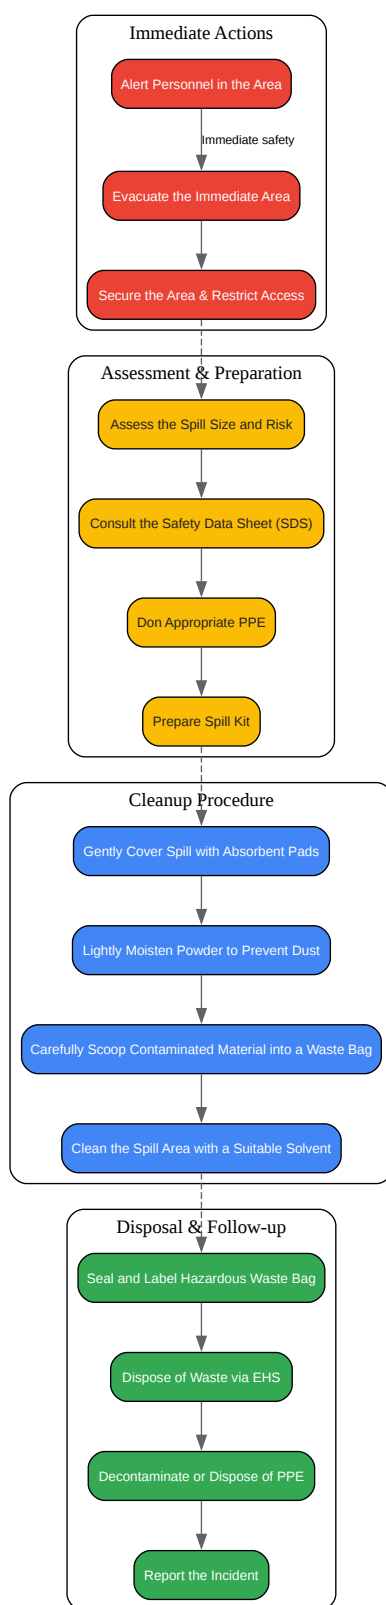 Immediate Actions
Alert Personnel in the Area
Immediate safety
Evacuate the Immediate Area
Secure the Area & Restrict Access
Assessment & Preparation
Assess the Spill Size and Risk
Consult the Safety Data Sheet (SDS)
Don Appropriate PPE
Prepare Spill Kit
Cleanup Procedure
Gently Cover Spill with Absorbent Pads
Lightly Moisten Powder to Prevent Dust
Carefully Scoop Contaminated Material into a Waste Bag
Clean the Spill Area with a Suitable Solvent
Disposal & Follow-up
Seal and Label Hazardous Waste Bag
Dispose of Waste via EHS
Decontaminate or Dispose of PPE
Report the Incident